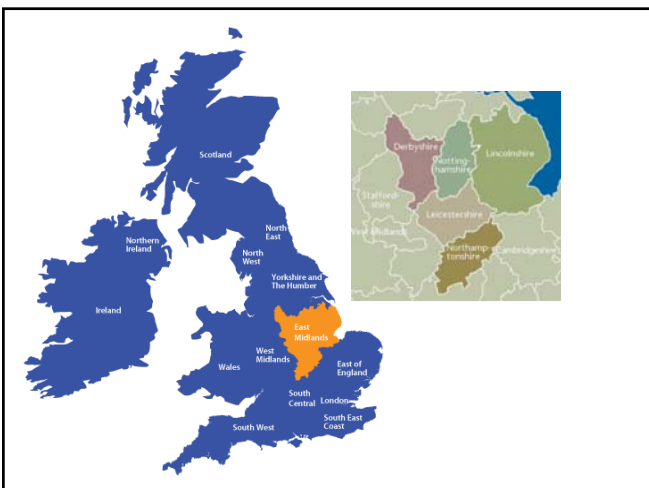 Scotland
Northern
Ireland
Ireland
North
East
North
West
Yorkshire and
The Humber
East
Midlands
West
Midlands
Wales
East of
England
South
Central
London
South East
Coast
South West
Derbyshire
Notting-
hamshire
Lincolnshire
Stafford-
shire
Leicestershire
West Midlands
Northamp-
tonshire
Cambridgeshire